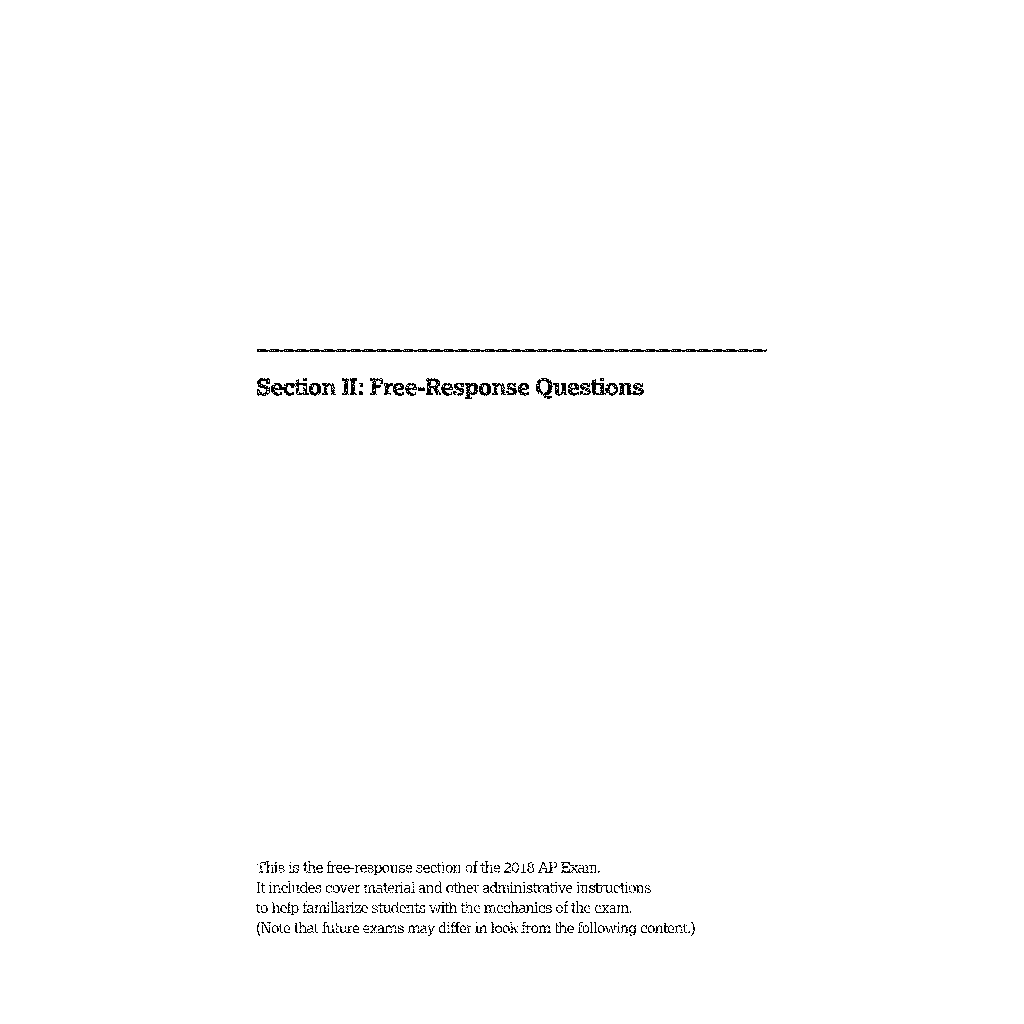 Section II: Free-Response Questions
This is the free-response section of the 2018 AP Exam.
It includes cover material and other administrative instructions
to help familiarize students with the mechanics of the exam.
(Note that future exams may differ in look from the following content.)